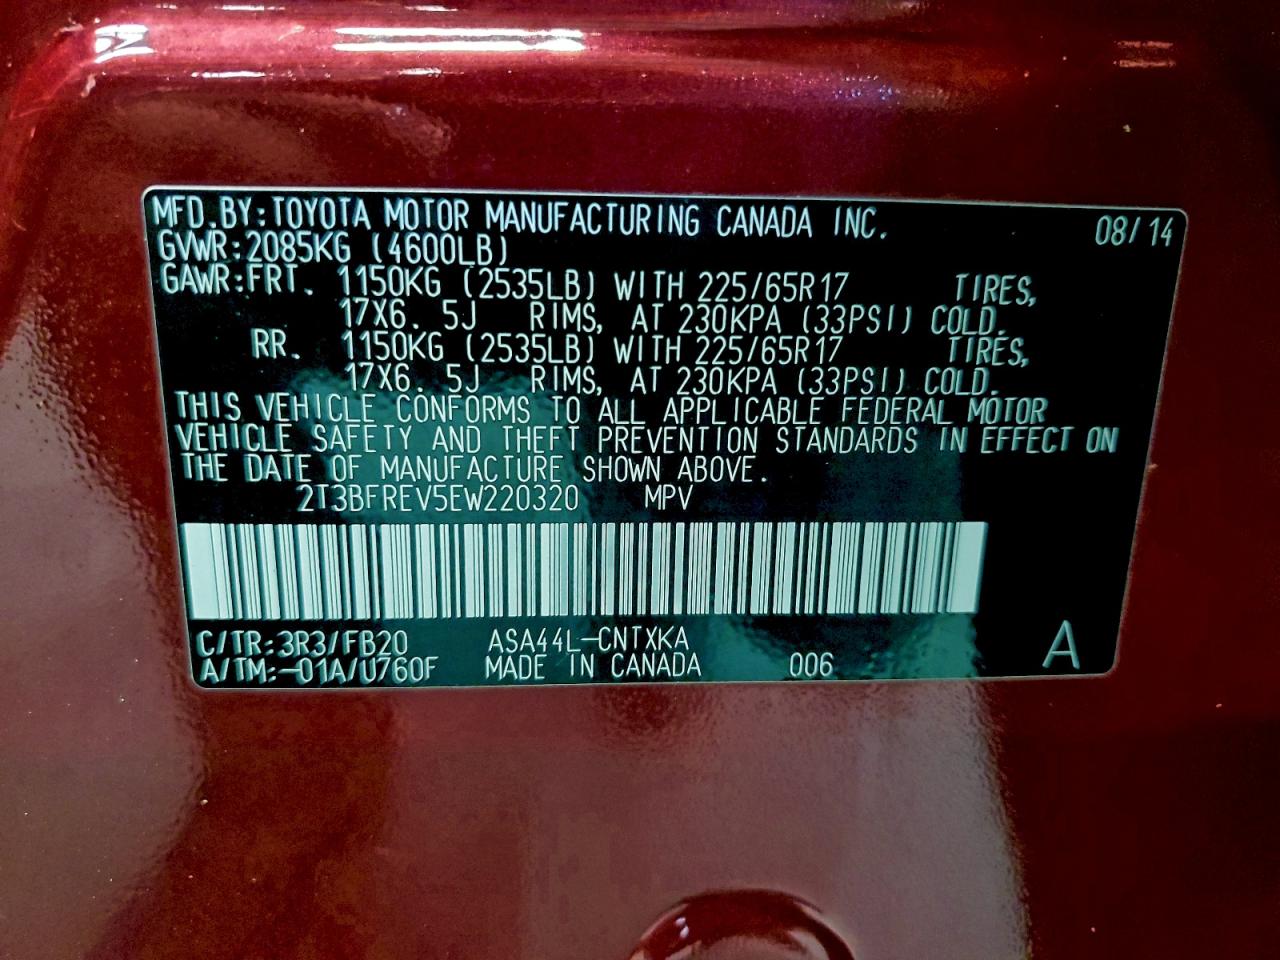 MFD.BY:TOYOTA MOTOR MANUFACTURING CANADA INC. 08/14
GVWR:2085KG (4600LB)
GAWR:FRT. 1150KG (2535LB) WITH 225/65R17 TIRES,
17X6.5J RIMS, AT 230KPA (33PSI) COLD.
RR. 1150KG (2535LB) WITH 225/65R17 TIRES,
17X6.5J RIMS, AT 230KPA (33PSI) COLD.
THIS VEHICLE CONFORMS TO ALL APPLICABLE FEDERAL MOTOR
VEHICLE SAFETY AND THEFT PREVENTION STANDARDS IN EFFECT ON
THE DATE OF MANUFACTURE SHOWN ABOVE.
2T3BFREV5EW220320 MPV
C/TR:3R3/FB20 ASA44L-CNTXKA
A/TM:-01A/U760F MADE IN CANADA 006 A